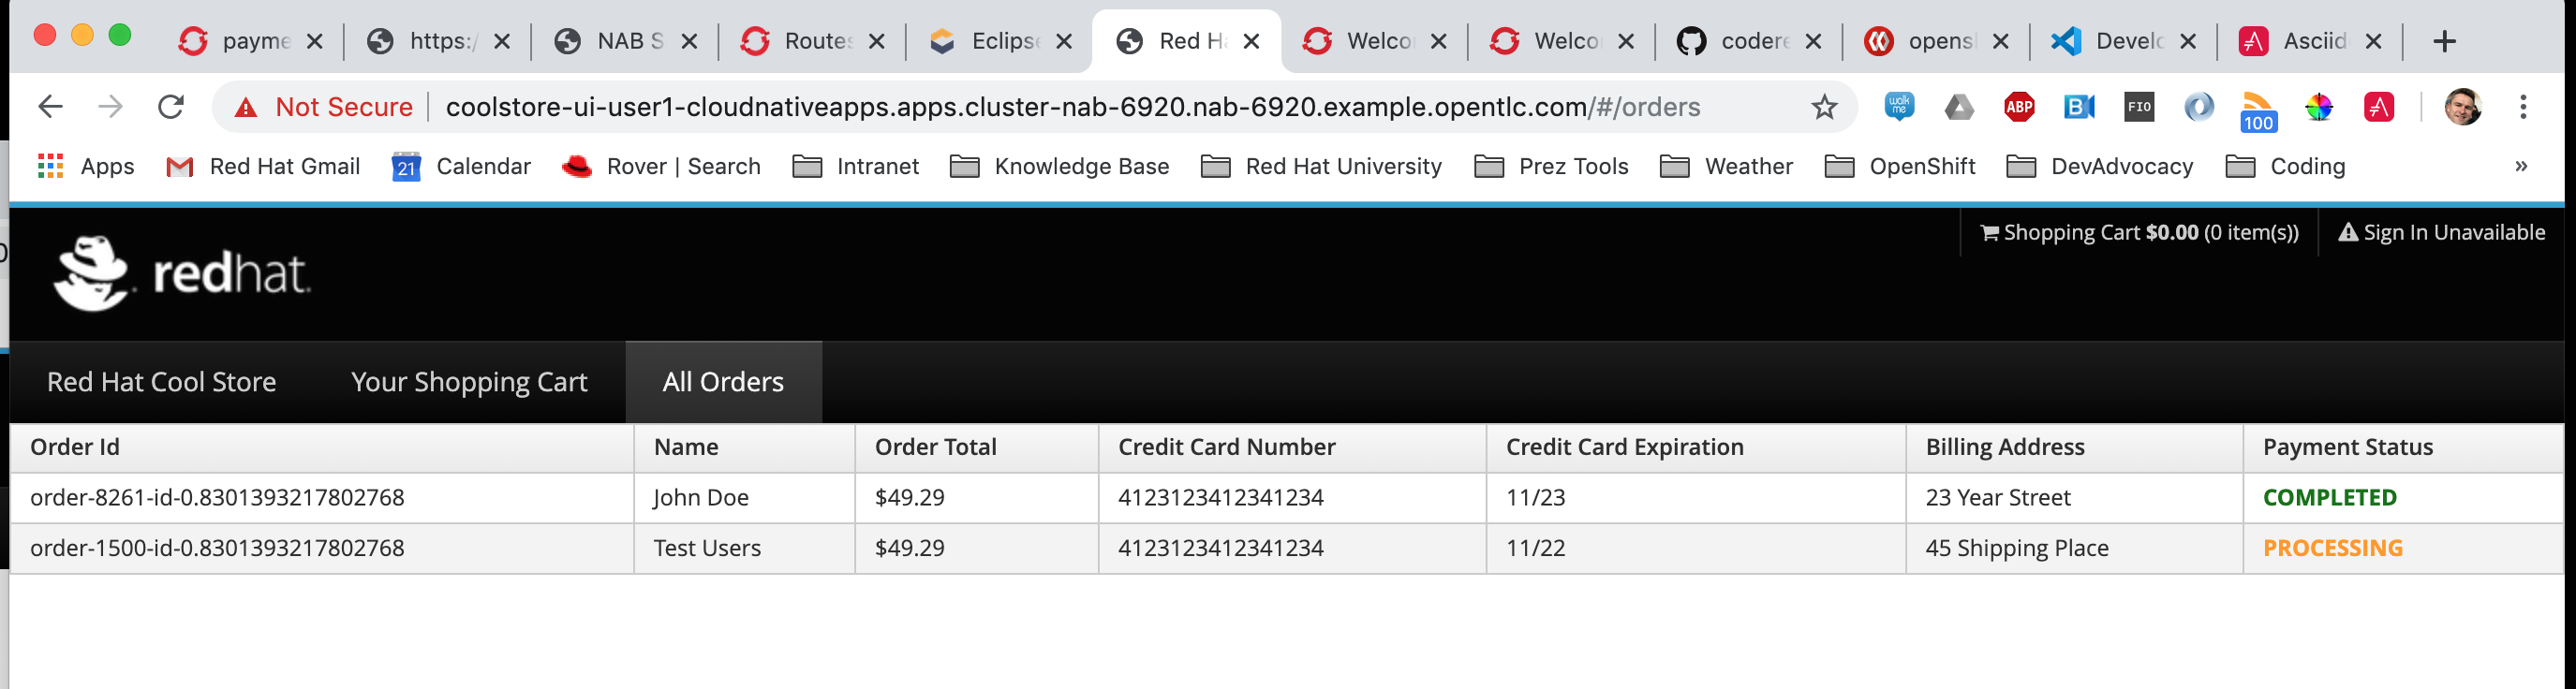 payme https:/ NAB S Routes Eclipse Red H Welco Welco codere opensl Develo Asciid
Not Secure coolstore-ui-user1-cloudnativeapps.apps.cluster-nab-6920.nab-6920.example.opentlc.com/#/orders walk me ABP B FIO 100
Apps Red Hat Gmail 21 Calendar Rover | Search Intranet Knowledge Base Red Hat University Prez Tools Weather OpenShift DevAdvocacy Coding »
Shopping Cart $0.00 (0 item(s)) Sign In Unavailable
redhat.
Red Hat Cool Store Your Shopping Cart All Orders
Order Id Name Order Total Credit Card Number Credit Card Expiration Billing Address Payment Status
order-8261-id-0.8301393217802768 John Doe $49.29 4123123412341234 11/23 23 Year Street COMPLETED
order-1500-id-0.8301393217802768 Test Users $49.29 4123123412341234 11/22 45 Shipping Place PROCESSING